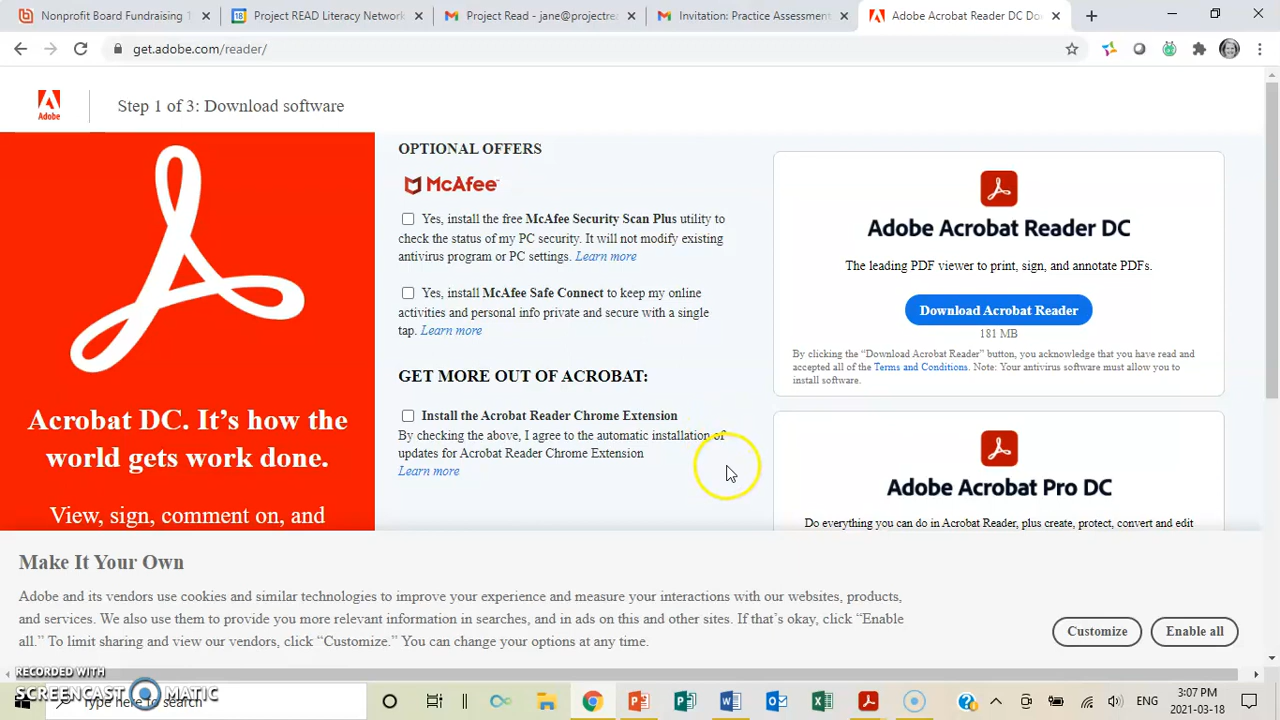 Nonprofit Board Fundraising T
Project READ Literacy Network
Project Read - jane@projectre
Invitation: Practice Assessment
Adobe Acrobat Reader DC Do
get.adobe.com/reader/
Adobe
Step 1 of 3: Download software
Acrobat DC. It's how the
world gets work done.
View, sign, comment on, and
OPTIONAL OFFERS
McAfee
Yes, install the free McAfee Security Scan Plus utility to
check the status of my PC security. It will not modify existing
antivirus program or PC settings. Learn more
Yes, install McAfee Safe Connect to keep my online
activities and personal info private and secure with a single
tap. Learn more
GET MORE OUT OF ACROBAT:
Install the Acrobat Reader Chrome Extension
By checking the above, I agree to the automatic installation of
updates for Acrobat Reader Chrome Extension
Learn more
Adobe Acrobat Reader DC
The leading PDF viewer to print, sign, and annotate PDFs.
Download Acrobat Reader
181 MB
By clicking the “Download Acrobat Reader” button, you acknowledge that you have read and
accepted all of the Terms and Conditions. Note: Your antivirus software must allow you to
install software.
Adobe Acrobat Pro DC
Do everything you can do in Acrobat Reader, plus create, protect, convert and edit
Make It Your Own
Adobe and its vendors use cookies and similar technologies to improve your experience and measure your interactions with our websites, products,
and services. We also use them to provide you more relevant information in searches, and in ads on this and other sites. If that's okay, click “Enable
all.” To limit sharing and view our vendors, click “Customize.” You can change your options at any time.
Customize
Enable all
RECORDED WITH
SCREENCAST MATIC
Type here to search
ENG
3:07 PM
2021-03-18